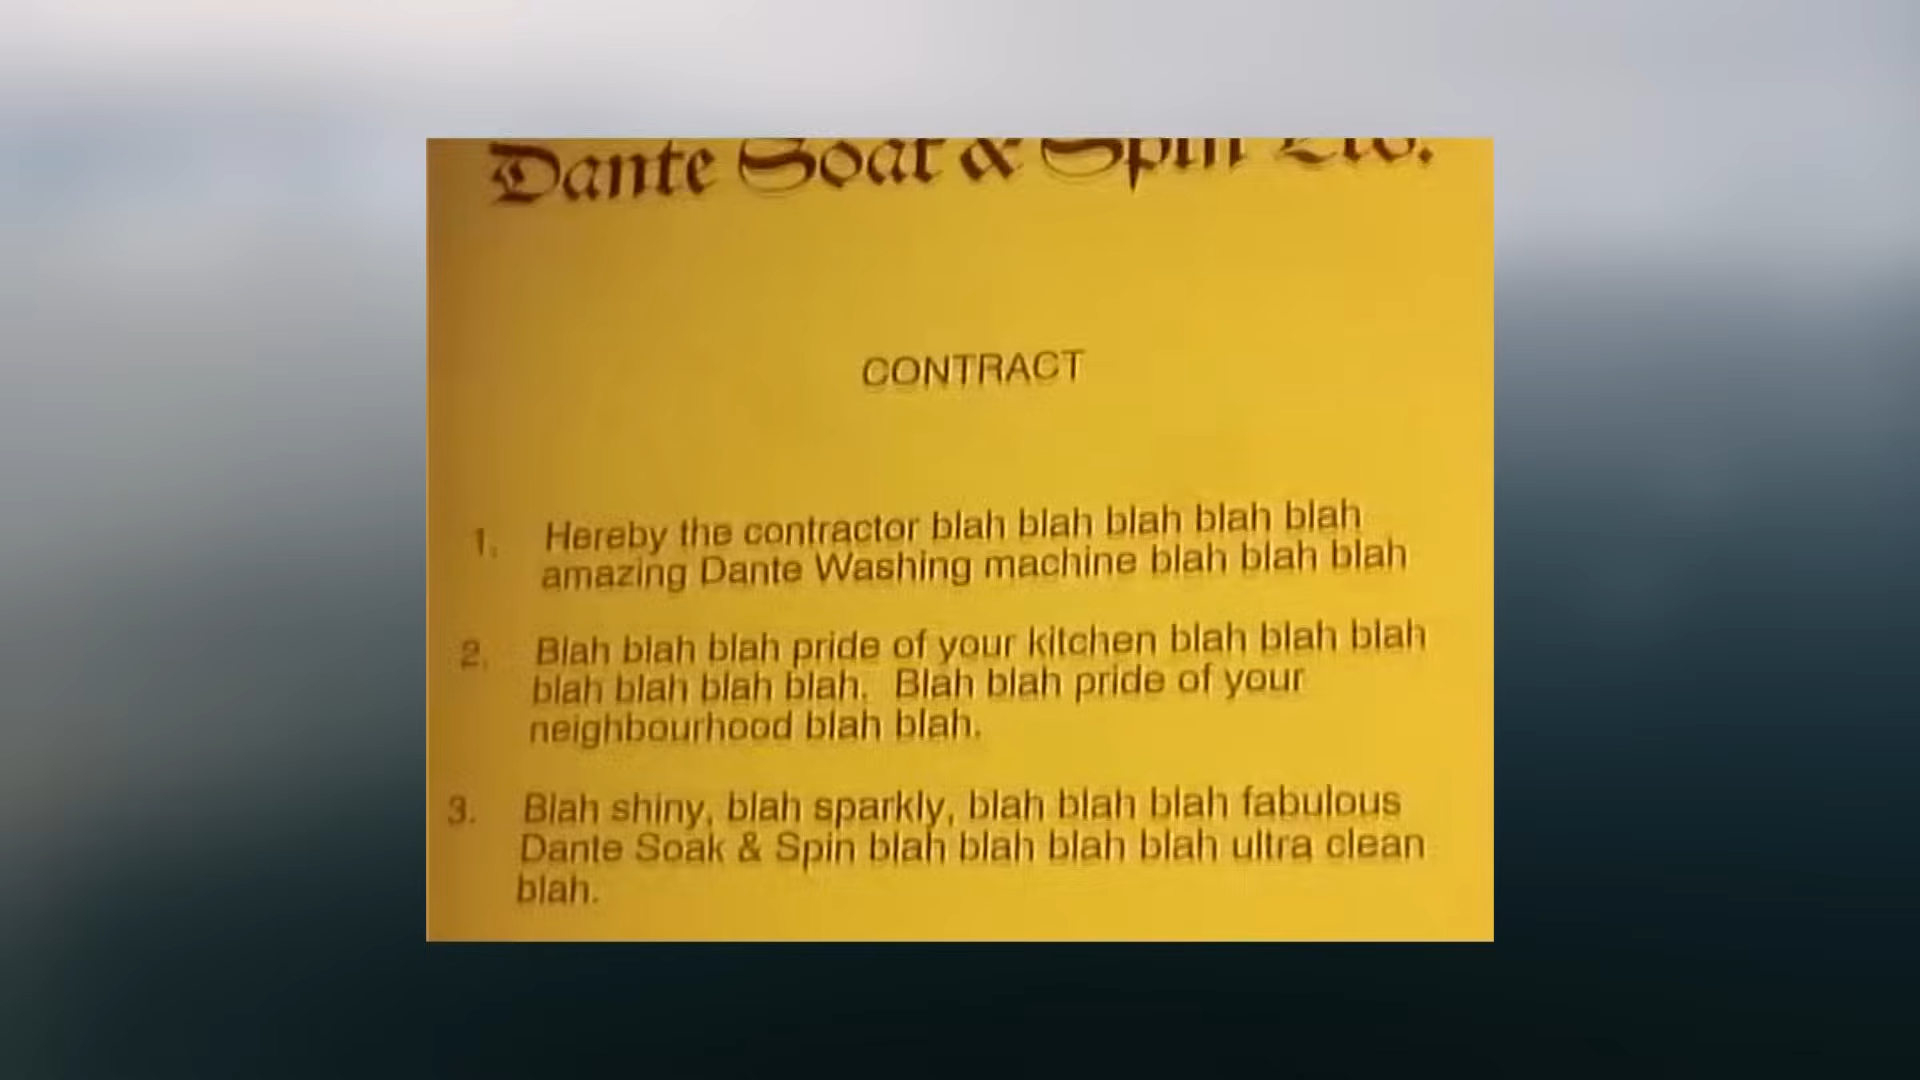 Dante Soak & Spin Ltd.
CONTRACT
1. Hereby the contractor blah blah blah blah blah
amazing Dante Washing machine blah blah blah
2. Blah blah blah pride of your kitchen blah blah blah
blah blah blah blah. Blah blah pride of your
neighbourhood blah blah.
3. Blah shiny, blah sparkly, blah blah blah fabulous
Dante Soak & Spin blah blah blah blah ultra clean
blah.